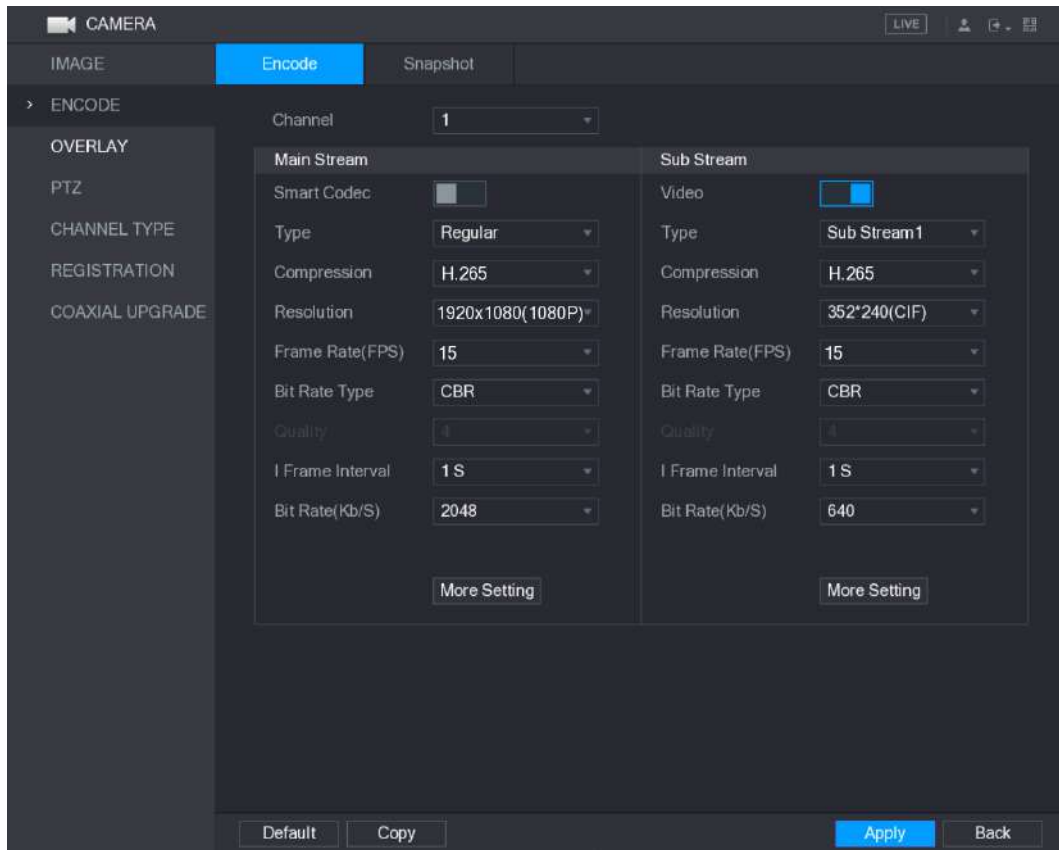 CAMERA LIVE
IMAGE Encode Snapshot
ENCODE
Channel 1
OVERLAY
Main Stream Sub Stream
PTZ Smart Codec Video
CHANNEL TYPE Type Regular Type Sub Stream1
REGISTRATION Compression H.265 Compression H.265
COAXIAL UPGRADE Resolution 1920x1080(1080P) Resolution 352*240(CIF)
Frame Rate(FPS) 15 Frame Rate(FPS) 15
Bit Rate Type CBR Bit Rate Type CBR
Quality 4 Quality 4
I Frame Interval 1 S I Frame Interval 1 S
Bit Rate(Kb/S) 2048 Bit Rate(Kb/S) 640
More Setting More Setting
Default Copy Apply Back